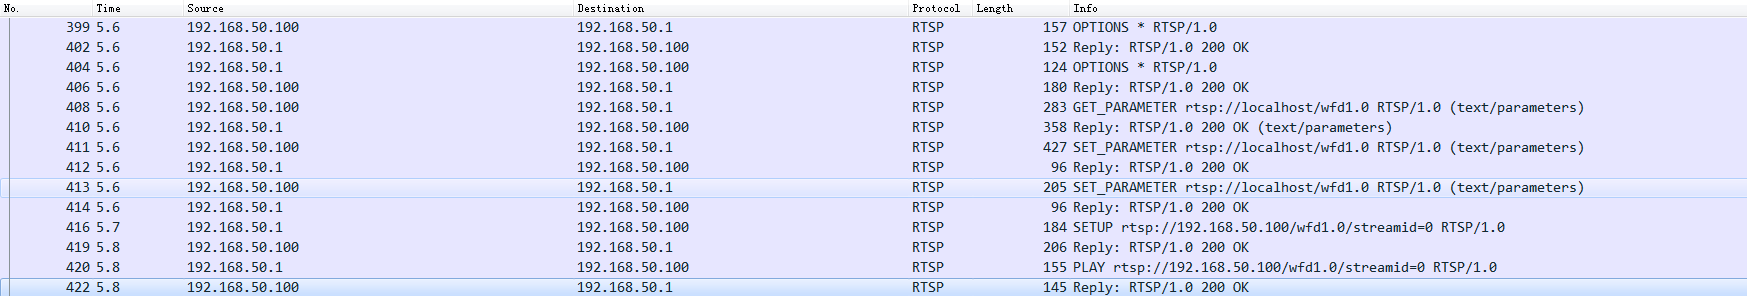 No. Time Source Destination Protocol Length Info
399 5.6 192.168.50.100 192.168.50.1 RTSP 157 OPTIONS * RTSP/1.0
402 5.6 192.168.50.1 192.168.50.100 RTSP 152 Reply: RTSP/1.0 200 OK
404 5.6 192.168.50.1 192.168.50.100 RTSP 124 OPTIONS * RTSP/1.0
406 5.6 192.168.50.100 192.168.50.1 RTSP 180 Reply: RTSP/1.0 200 OK
408 5.6 192.168.50.100 192.168.50.1 RTSP 283 GET_PARAMETER rtsp://localhost/wfd1.0 RTSP/1.0 (text/parameters)
410 5.6 192.168.50.1 192.168.50.100 RTSP 358 Reply: RTSP/1.0 200 OK (text/parameters)
411 5.6 192.168.50.100 192.168.50.1 RTSP 427 SET_PARAMETER rtsp://localhost/wfd1.0 RTSP/1.0 (text/parameters)
412 5.6 192.168.50.1 192.168.50.100 RTSP 96 Reply: RTSP/1.0 200 OK
413 5.6 192.168.50.100 192.168.50.1 RTSP 205 SET_PARAMETER rtsp://localhost/wfd1.0 RTSP/1.0 (text/parameters)
414 5.6 192.168.50.1 192.168.50.100 RTSP 96 Reply: RTSP/1.0 200 OK
416 5.7 192.168.50.1 192.168.50.100 RTSP 184 SETUP rtsp://192.168.50.100/wfd1.0/streamid=0 RTSP/1.0
419 5.8 192.168.50.100 192.168.50.1 RTSP 206 Reply: RTSP/1.0 200 OK
420 5.8 192.168.50.1 192.168.50.100 RTSP 155 PLAY rtsp://192.168.50.100/wfd1.0/streamid=0 RTSP/1.0
422 5.8 192.168.50.100 192.168.50.1 RTSP 145 Reply: RTSP/1.0 200 OK